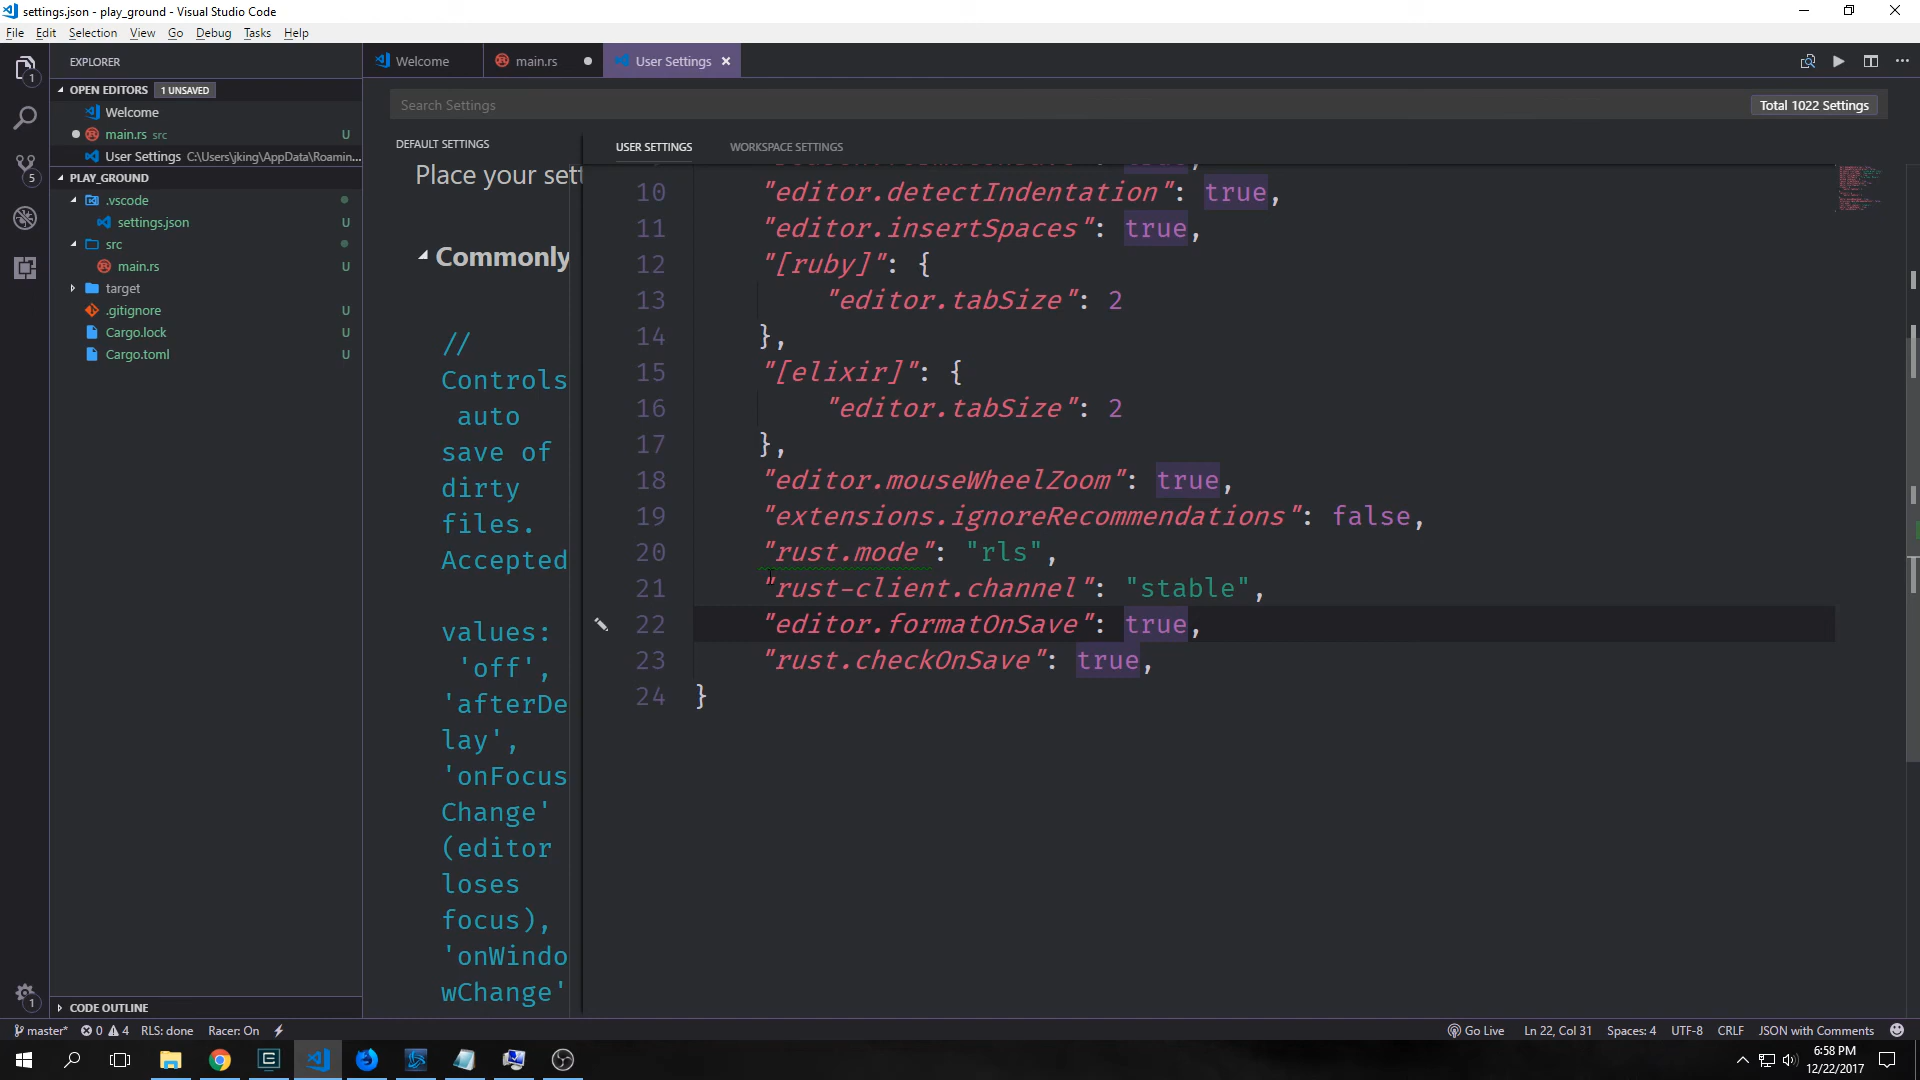 settings.json - play_ground - Visual Studio Code
File Edit Selection View Go Debug Tasks Help
EXPLORER
OPEN EDITORS 1 UNSAVED
Welcome
main.rs src U
User Settings C:\Users\jking\AppData\Roamin...
PLAY_GROUND
.vscode
settings.json U
src
main.rs U
target
.gitignore U
Cargo.lock U
Cargo.toml U
CODE OUTLINE
1
5
1
Welcome main.rs User Settings
Search Settings Total 1022 Settings
DEFAULT SETTINGS
Place your sett
Commonly
//
Controls
auto
save of
dirty
files.
Accepted
values:
'off',
'afterDe
lay',
'onFocus
Change'
(editor
loses
focus),
'onWindo
wChange'
USER SETTINGS WORKSPACE SETTINGS
10 "editor.detectIndentation": true,
11 "editor.insertSpaces": true,
12 "[ruby]": {
13 "editor.tabSize": 2
14 },
15 "[elixir]": {
16 "editor.tabSize": 2
17 },
18 "editor.mouseWheelZoom": true,
19 "extensions.ignoreRecommendations": false,
20 "rust.mode": "rls",
21 "rust-client.channel": "stable",
22 "editor.formatOnSave": true,
23 "rust.checkOnSave": true,
24 }
master* 0 4 RLS: done Racer: On Go Live Ln 22, Col 31 Spaces: 4 UTF-8 CRLF JSON with Comments
6:58 PM
12/22/2017